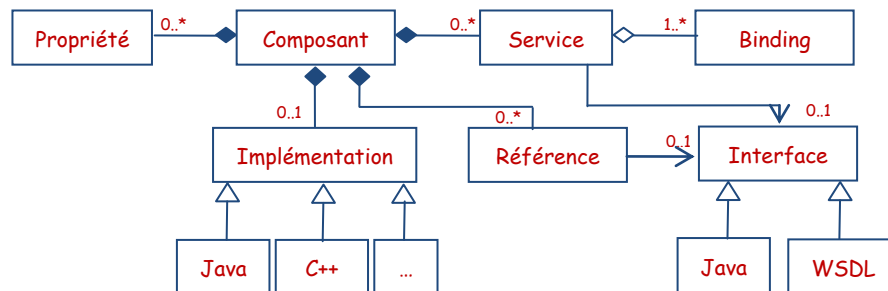 Propriété
0..*
Composant
0..*
Service
1..*
Binding
0..1
0..*
0..1
0..1
Implémentation
Référence
Interface
Java
C++
...
Java
WSDL